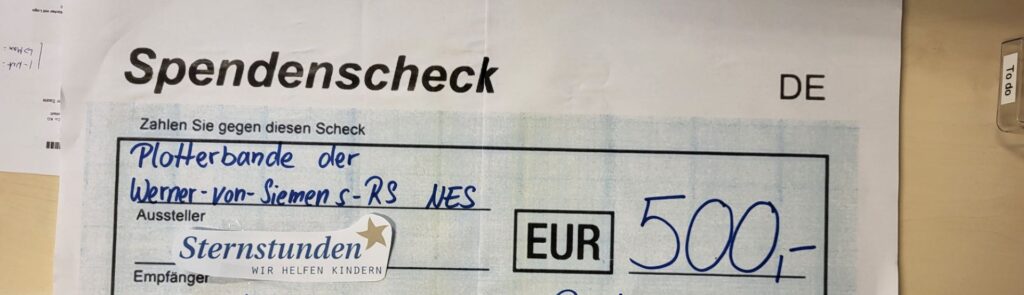 Spendenscheck
DE
Zahlen Sie gegen diesen Scheck
Plotterbande der
Werner-von-Siemens-RS NES
Aussteller
EUR 500,-
Sternstunden
WIR HELFEN KINDERN
Empfänger
To do